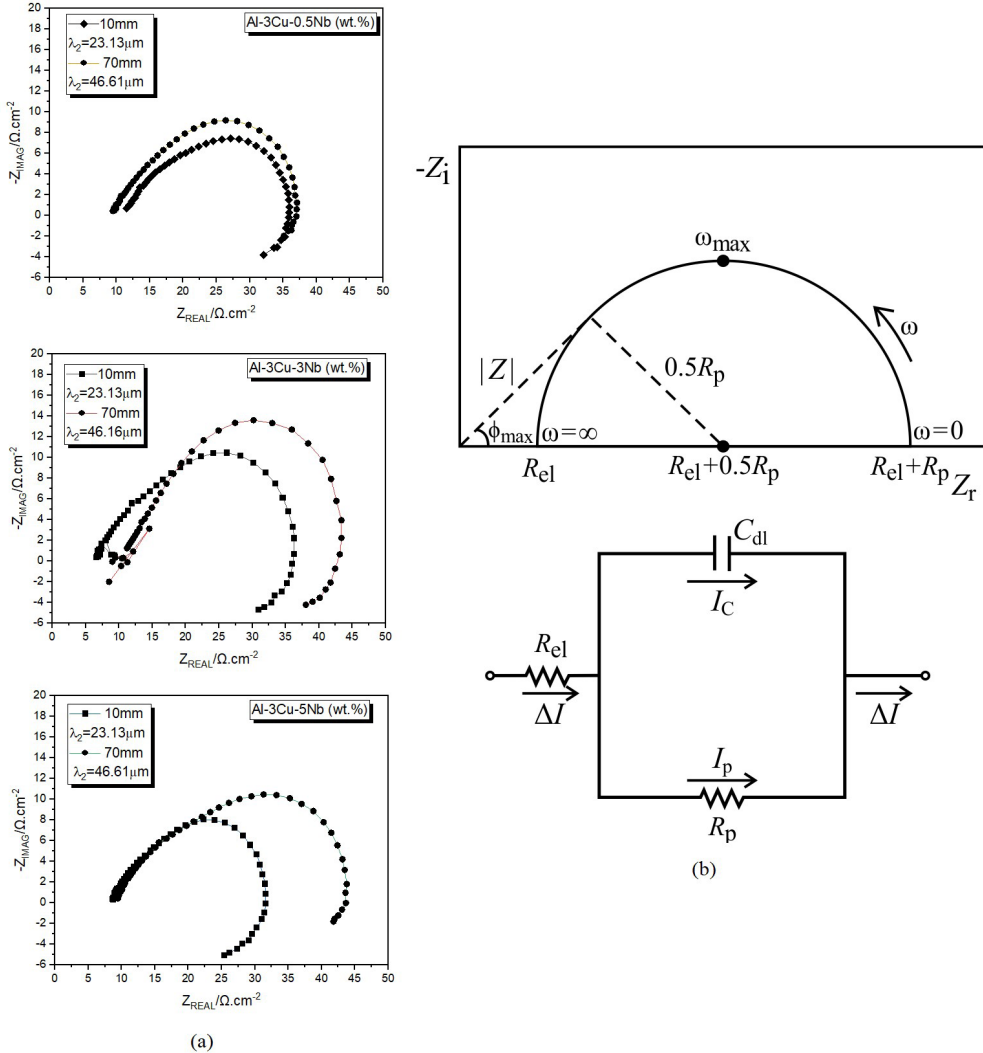 Al-3Cu-0.5Nb (wt.%)
10mm
λ2=23.13µm
70mm
λ2=46.61µm
-ZIMAG/Ω.cm-2
20
18
16
14
12
10
8
6
4
2
0
-2
-4
-6
0 5 10 15 20 25 30 35 40 45 50
ZREAL/Ω.cm-2
Al-3Cu-3Nb (wt.%)
10mm
λ2=23.13µm
70mm
λ2=46.16µm
-ZIMAG/Ω.cm-2
20
18
16
14
12
10
8
6
4
2
0
-2
-4
-6
0 5 10 15 20 25 30 35 40 45 50
ZREAL/Ω.cm-2
Al-3Cu-5Nb (wt.%)
10mm
λ2=23.13µm
70mm
λ2=46.61µm
-ZIMAG/Ω.cm-2
20
18
16
14
12
10
8
6
4
2
0
-2
-4
-6
0 5 10 15 20 25 30 35 40 45 50
ZREAL/Ω.cm-2
(a)
-Zi
ωmax
ω
|Z|
0.5Rp
ϕmax
ω=∞
ω=0
Rel
Rel+0.5Rp
Rel+Rp
Zr
Cdl
IC
Rel
ΔI
ΔI
Ip
Rp
(b)